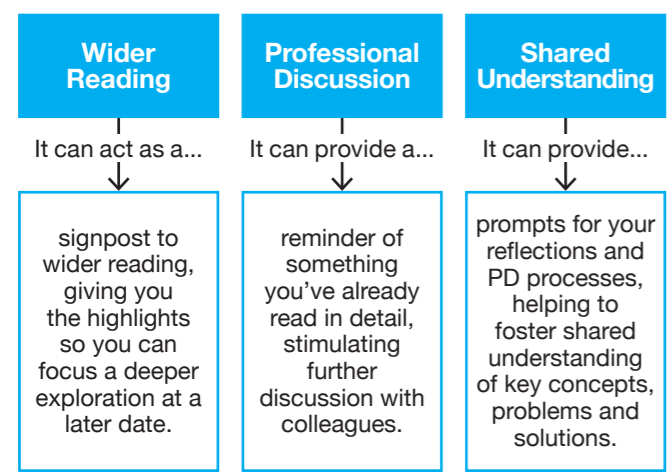 Wider
Reading
It can act as a...
signpost to
wider reading,
giving you
the highlights
so you can
focus a deeper
exploration at a
later date.
Professional
Discussion
It can provide a...
reminder of
something
you've already
read in detail,
stimulating
further
discussion with
colleagues.
Shared
Understanding
It can provide...
prompts for your
reflections and
PD processes,
helping to
foster shared
understanding
of key concepts,
problems and
solutions.